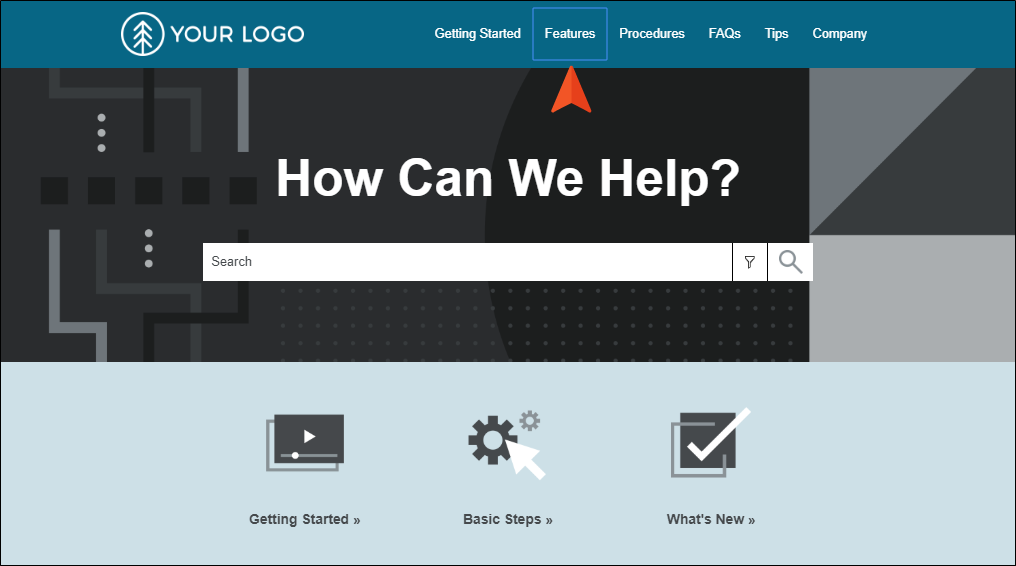 YOUR LOGO
Getting Started Features Procedures FAQs Tips Company
How Can We Help?
Search
Getting Started » Basic Steps » What's New »